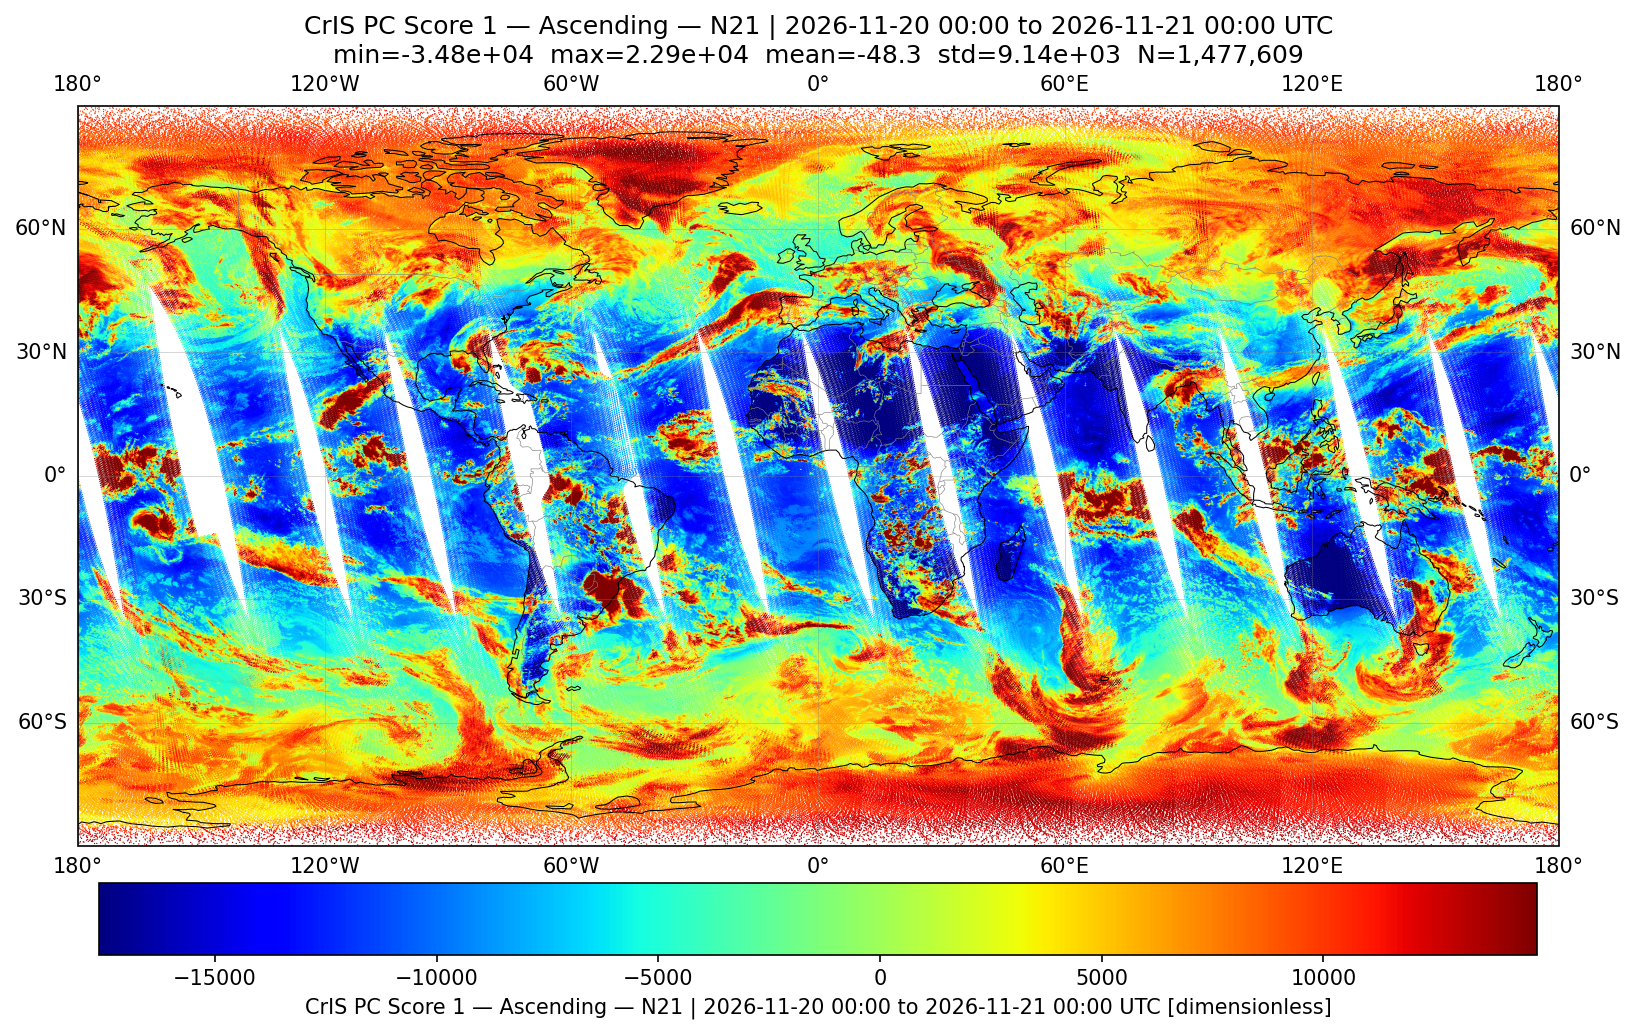 CrIS PC Score 1 — Ascending — N21 | 2026-11-20 00:00 to 2026-11-21 00:00 UTC
min=-3.48e+04  max=2.29e+04  mean=-48.3  std=9.14e+03  N=1,477,609
180° 120°W 60°W 0° 60°E 120°E 180°
60°N 60°N
30°N 30°N
0° 0°
30°S 30°S
60°S 60°S
180° 120°W 60°W 0° 60°E 120°E 180°
−15000 −10000 −5000 0 5000 10000
CrIS PC Score 1 — Ascending — N21 | 2026-11-20 00:00 to 2026-11-21 00:00 UTC [dimensionless]